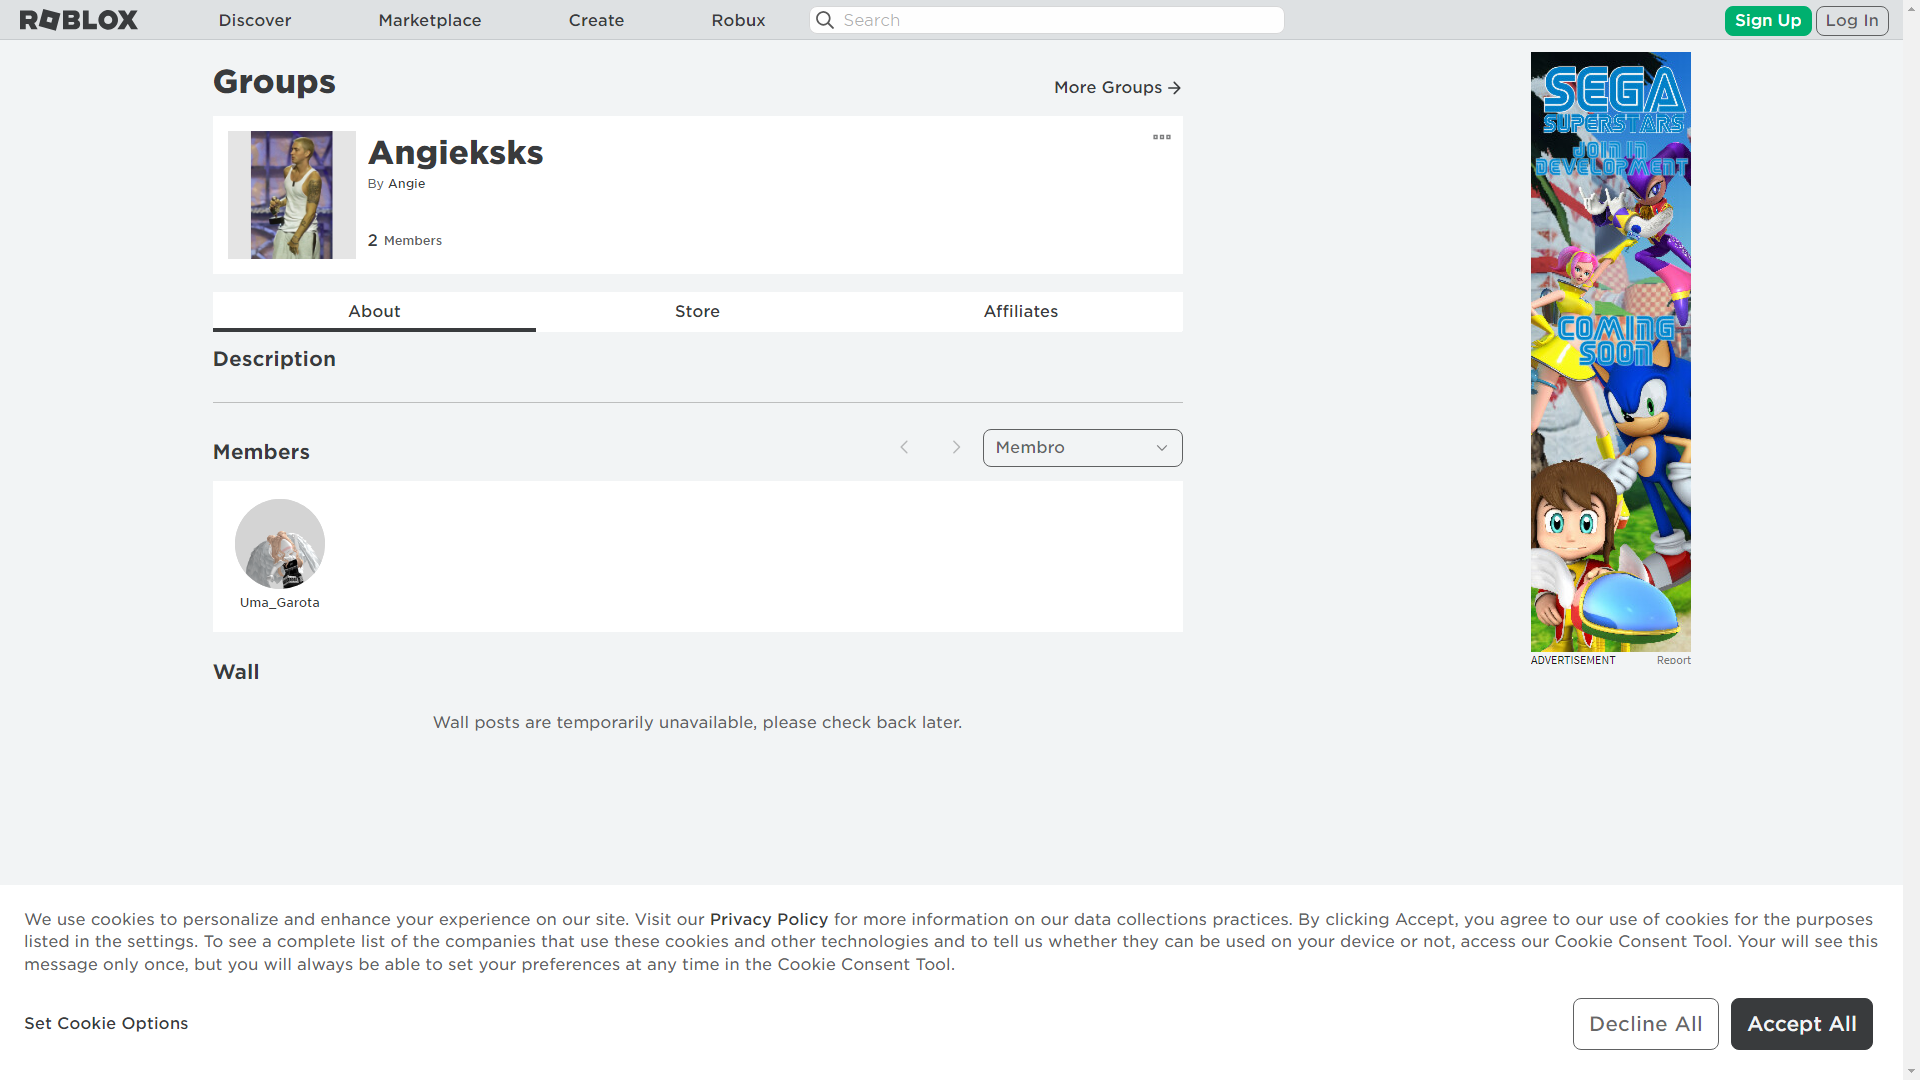 ROBLOX
Discover
Marketplace
Create
Robux
Search
Sign Up
Log In
Groups
More Groups
Angieksks
By Angie
2 Members
About
Store
Affiliates
Description
Members
Membro
Uma_Garota
Wall
Wall posts are temporarily unavailable, please check back later.
SEGA
SUPERSTARS
JOIN IN
DEVELOPMENT
COMING
SOON
ADVERTISEMENT
Report
We use cookies to personalize and enhance your experience on our site. Visit our Privacy Policy for more information on our data collections practices. By clicking Accept, you agree to our use of cookies for the purposes
listed in the settings. To see a complete list of the companies that use these cookies and other technologies and to tell us whether they can be used on your device or not, access our Cookie Consent Tool. Your will see this
message only once, but you will always be able to set your preferences at any time in the Cookie Consent Tool.
Set Cookie Options
Decline All
Accept All